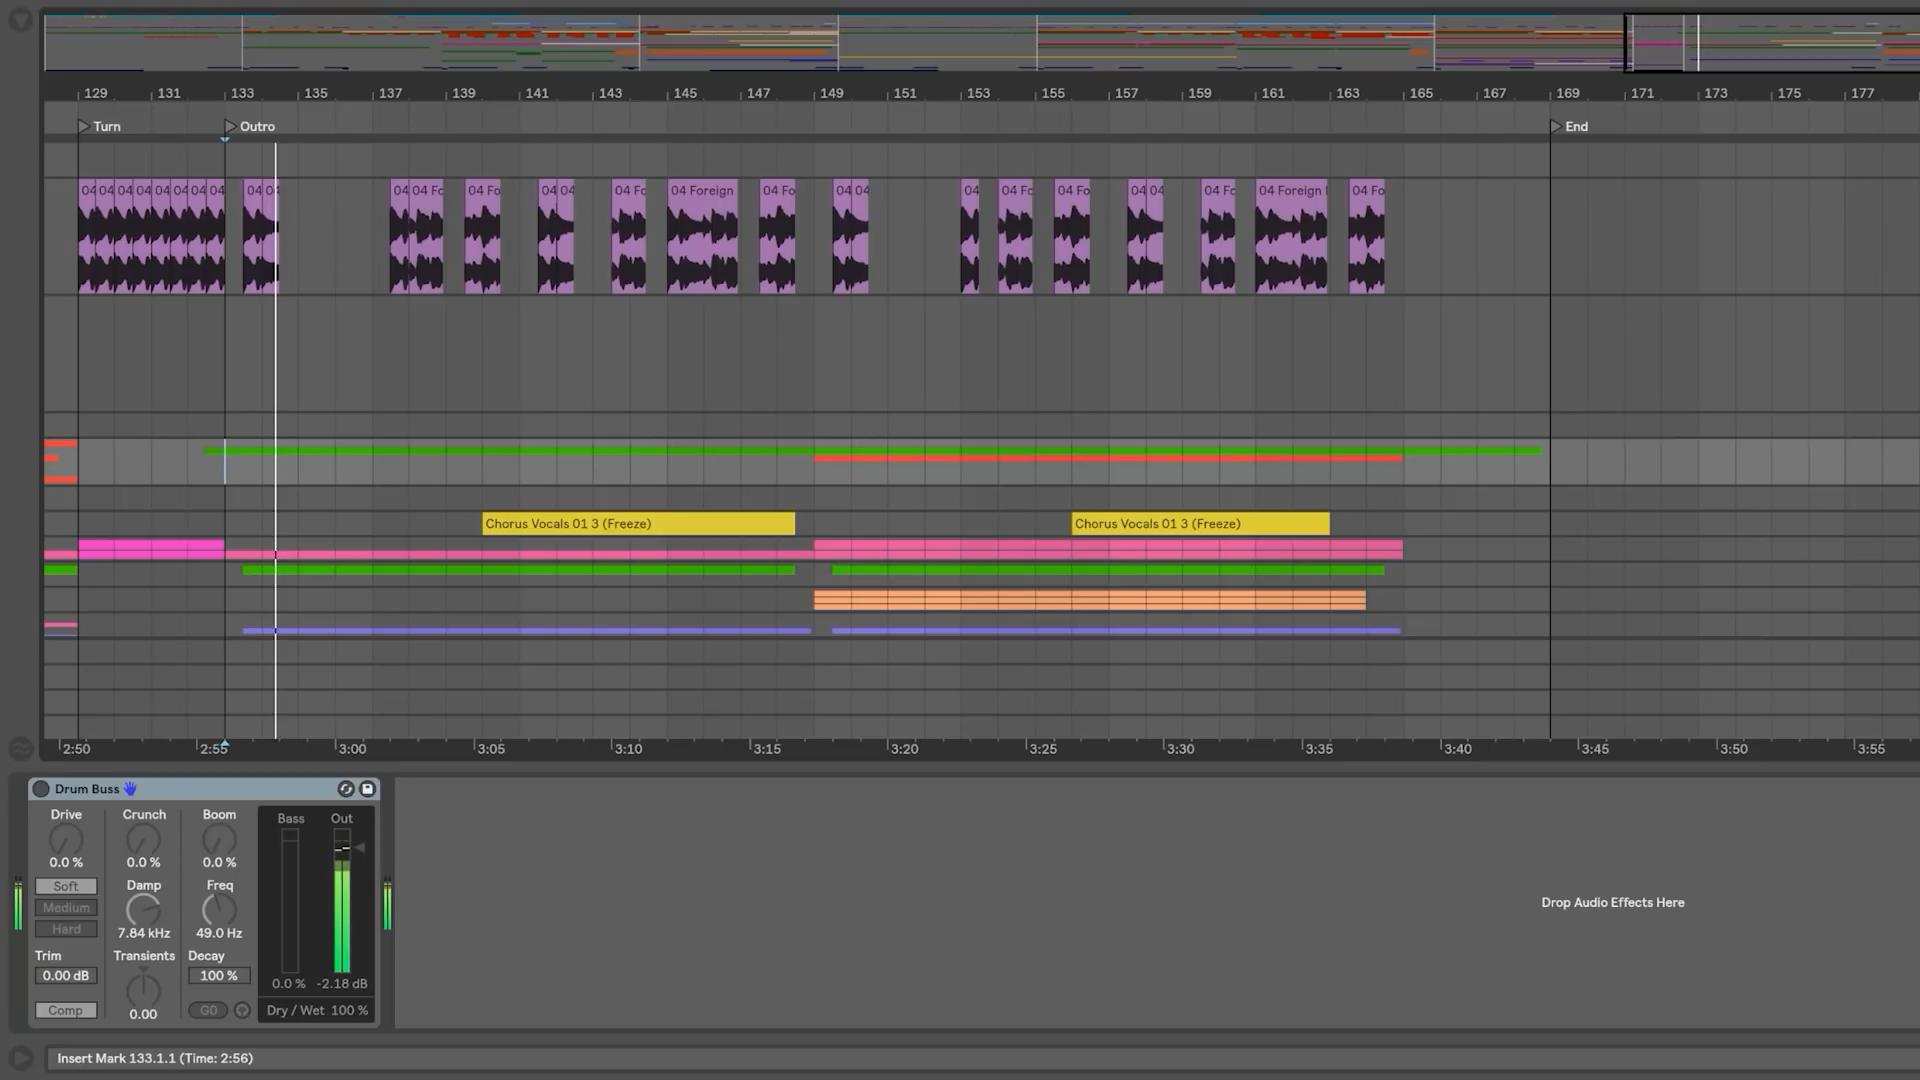 129 131 133 135 137 139 141 143 145 147 149 151 153 155 157 159 161 163 165 167 169 171 173 175 177
Turn Outro End
04 04 04 04 04 04 04 04 04 04 04 04 Fo 04 Fo 04 04 04 Fo 04 Foreign 04 Fo 04 04 04 04 Fo 04 Fo 04 04 04 Fo 04 Foreign 04 Fo
Chorus Vocals 01 3 (Freeze) Chorus Vocals 01 3 (Freeze)
2:50 2:55 3:00 3:05 3:10 3:15 3:20 3:25 3:30 3:35 3:40 3:45 3:50 3:55
Drum Buss
Drive Crunch Boom Bass Out
0.0 % 0.0 % 0.0 %
Soft Damp Freq
Medium
Hard 7.84 kHz 49.0 Hz
Trim Transients Decay
0.00 dB 100 % 0.0 % -2.18 dB
Comp 0.00 G0 Dry / Wet 100 %
Drop Audio Effects Here
Insert Mark 133.1.1 (Time: 2:56)